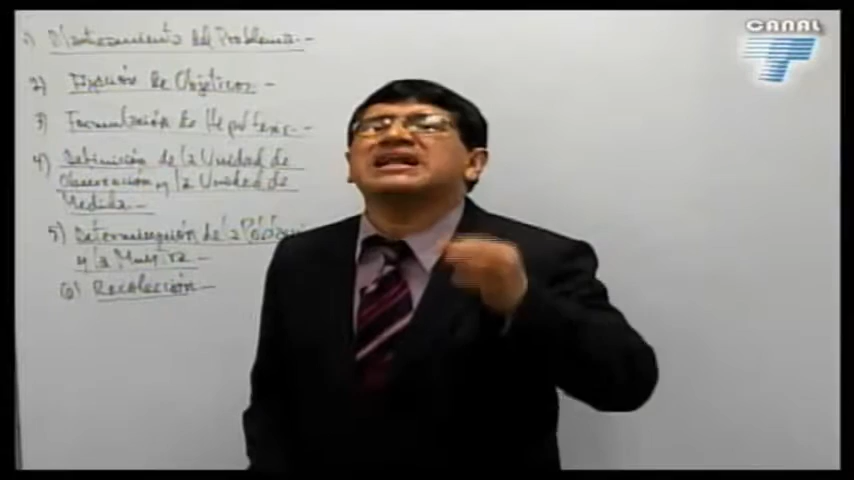 1) Planteamiento del Problema.-
2) Fijación de Objetivos.-
3) Formulación de Hipótesis.-
4) Definición de la Unidad de
Observación y la Unidad de
Medida.-
5) Determinación de la
y la Muestra.-
6) Recolección.-
CANAL
T